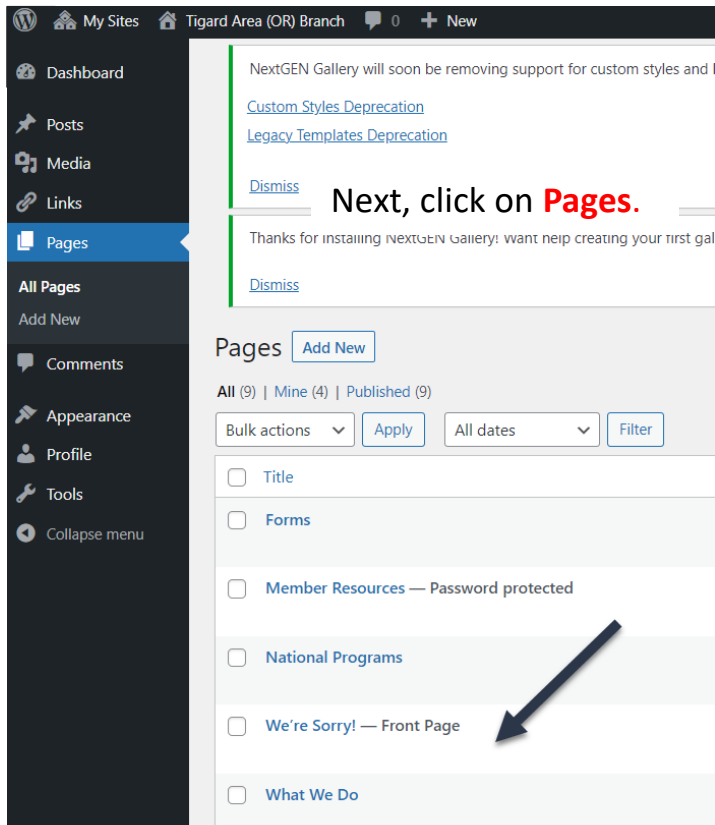 My Sites Tigard Area (OR) Branch 0 + New
Dashboard
Posts
Media
Links
Pages
All Pages
Add New
Comments
Appearance
Profile
Tools
Collapse menu
NextGEN Gallery will soon be removing support for custom styles and
Custom Styles Deprecation
Legacy Templates Deprecation
Dismiss
Next, click on Pages.
Thanks for installing NextGEN Gallery! Want help creating your first gal
Dismiss
Pages Add New
All (9) | Mine (4) | Published (9)
Bulk actions Apply All dates Filter
Title
Forms
Member Resources — Password protected
National Programs
We're Sorry! — Front Page
What We Do